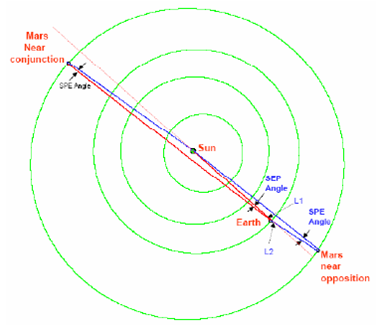 Mars
Near
conjunction
SPE Angle
Sun
SEP
Angle
L1
Earth
SPE
Angle
L2
Mars
near
opposition